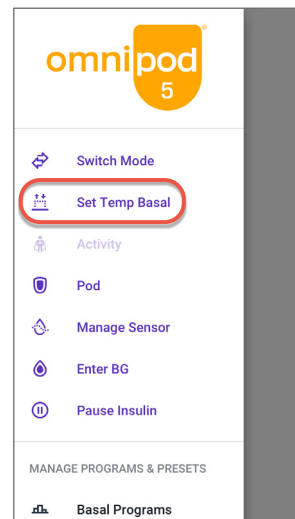 omnipod
5
Switch Mode
Set Temp Basal
Activity
Pod
Manage Sensor
Enter BG
Pause Insulin
MANAGE PROGRAMS & PRESETS
Basal Programs